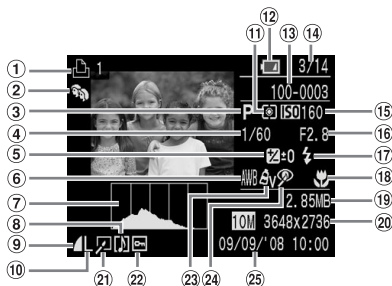 ⑫
⑪ ⑬ ⑭
① 1 3/14
② 100-0003
③ P ISO160 ⑮
④ 1/60 F2.8 ⑯
⑤ ±0 ⑰
⑥ AWB Av ⑱
⑦ 2.85MB ⑲
⑧ 10M 3648x2736 ⑳
⑨ L 09/09/'08 10:00
⑩ ㉑ ㉒ ㉓ ㉔ ㉕